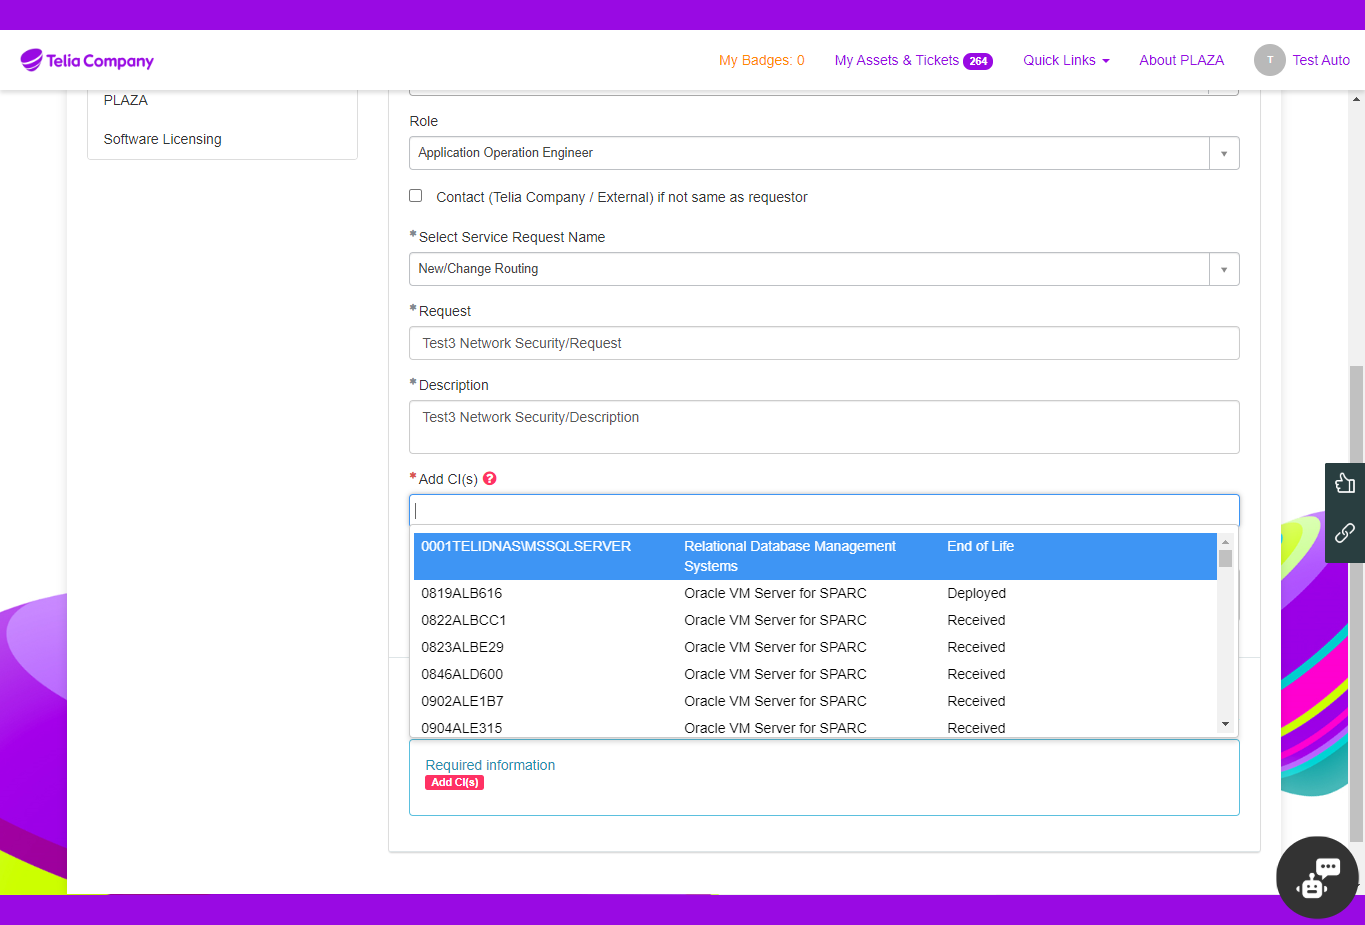 Telia Company
My Badges: 0
My Assets & Tickets 264
Quick Links
About PLAZA
T
Test Auto
PLAZA
Software Licensing
Role
Application Operation Engineer
Contact (Telia Company / External) if not same as requestor
*Select Service Request Name
New/Change Routing
*Request
Test3 Network Security/Request
*Description
Test3 Network Security/Description
*Add CI(s) ?
0001TELIDNAS\MSSQLSERVER Relational Database Management Systems End of Life
0819ALB616 Oracle VM Server for SPARC Deployed
0822ALBCC1 Oracle VM Server for SPARC Received
0823ALBE29 Oracle VM Server for SPARC Received
0846ALD600 Oracle VM Server for SPARC Received
0902ALE1B7 Oracle VM Server for SPARC Received
0904ALE315 Oracle VM Server for SPARC Received
Required information
Add CI(s)